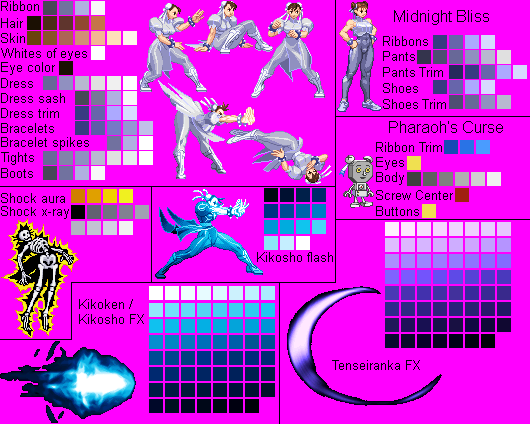 Ribbon
Hair
Skin
Whites of eyes
Eye color
Dress
Dress sash
Dress trim
Bracelets
Bracelet spikes
Tights
Boots
Midnight Bliss
Ribbons
Pants
Pants Trim
Shoes
Shoes Trim
Pharaoh's Curse
Ribbon Trim
Eyes
Body
Screw Center
Buttons
Shock aura
Shock x-ray
Kikosho flash
Kikoken /
Kikosho FX
Tenseiranka FX